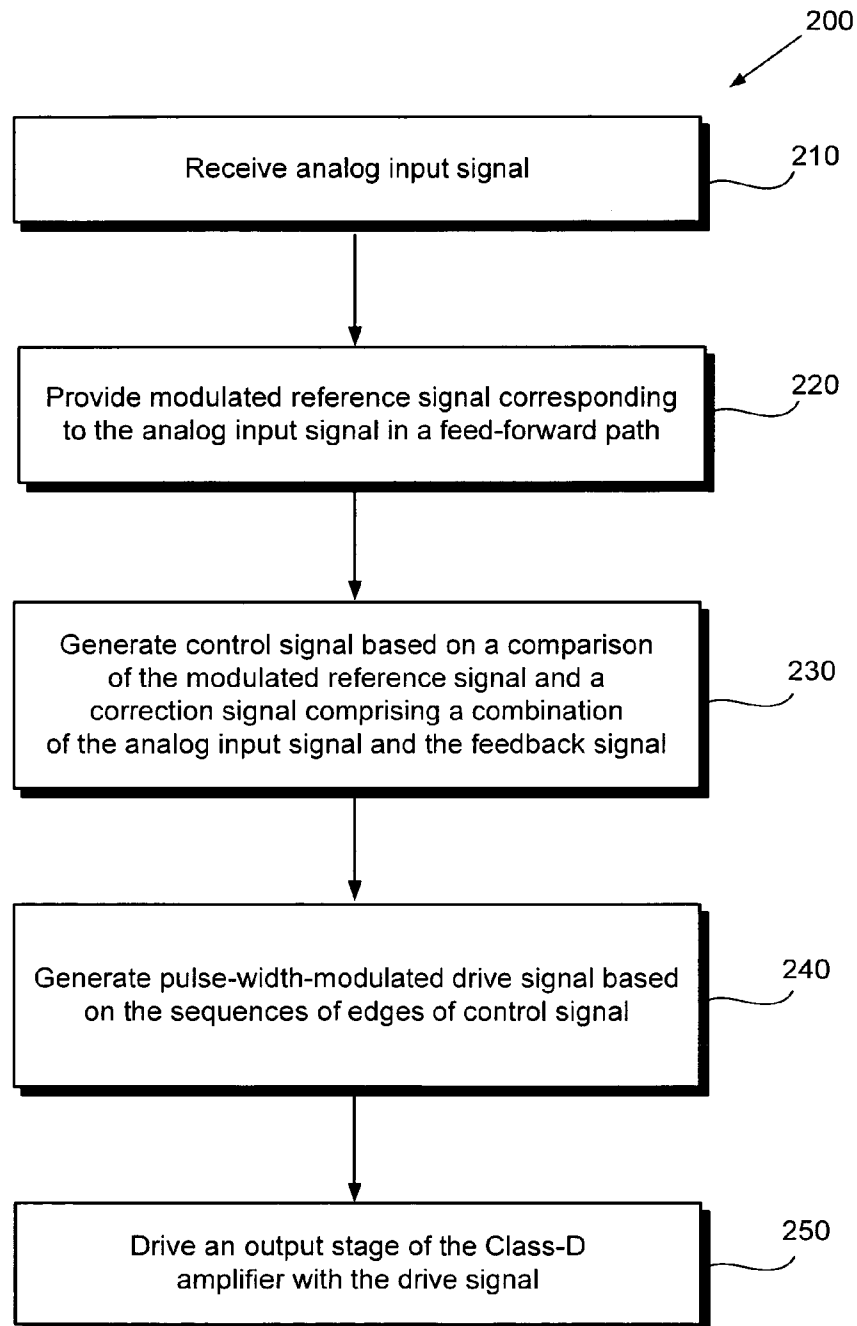 200
Receive analog input signal
210
Provide modulated reference signal corresponding
to the analog input signal in a feed-forward path
220
Generate control signal based on a comparison
of the modulated reference signal and a
correction signal comprising a combination
of the analog input signal and the feedback signal
230
Generate pulse-width-modulated drive signal based
on the sequences of edges of control signal
240
Drive an output stage of the Class-D
amplifier with the drive signal
250